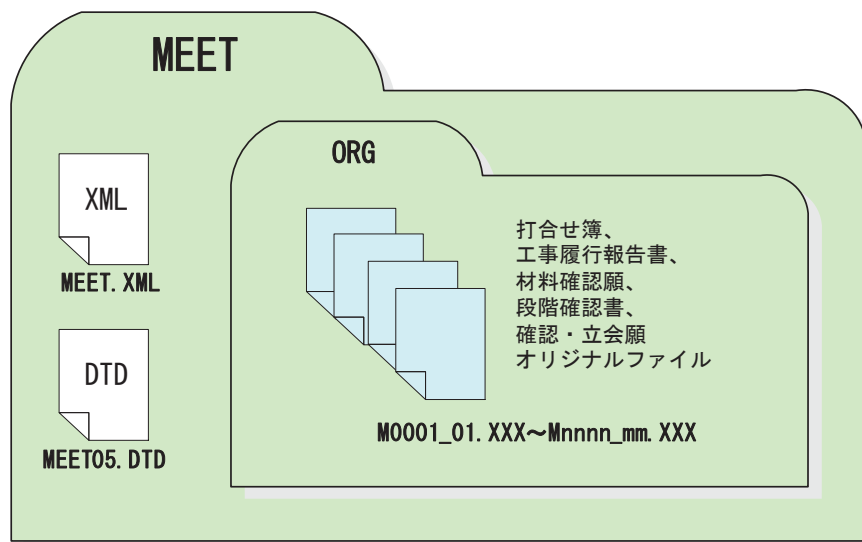 MEET
XML
MEET.XML
DTD
MEET05.DTD
ORG
打合せ簿、
工事履行報告書、
材料確認願、
段階確認書、
確認・立会願
オリジナルファイル
M0001_01.XXX～Mnnnn_mm.XXX